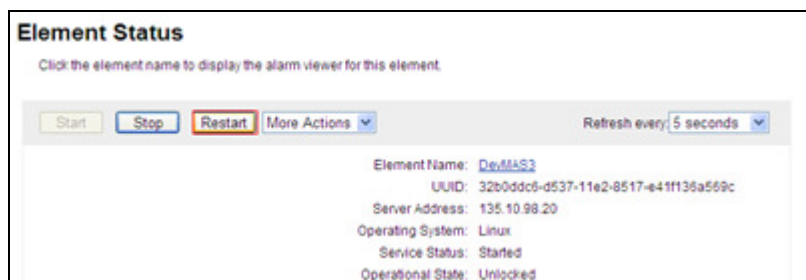 Element Status
Click the element name to display the alarm viewer for this element.
Start Stop Restart More Actions Refresh every: 5 seconds
Element Name: DevMAS3
UUID: 32b0ddc6-d537-11e2-8517-e41f136a569c
Server Address: 135.10.98.20
Operating System: Linux
Service Status: Started
Operational State: Unlocked